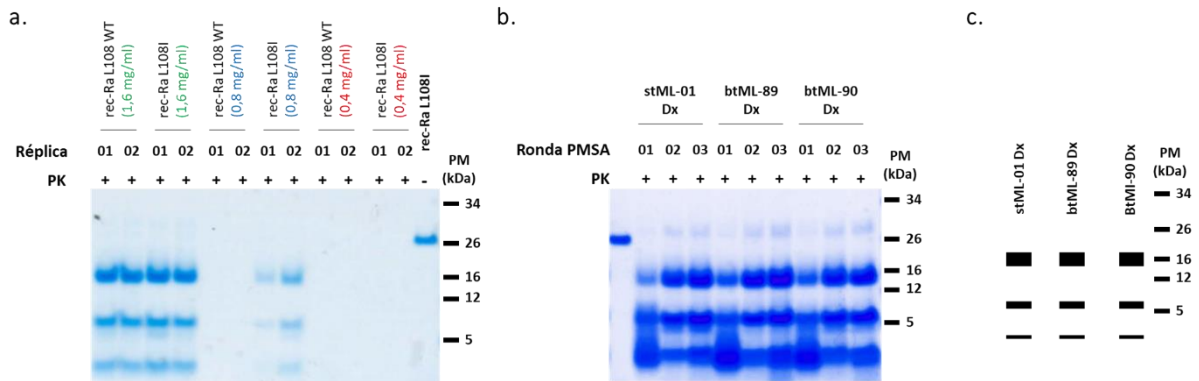 a.
rec-Ra L108 WT
(1,6 mg/ml)
rec-Ra L108I
(1,6 mg/ml)
rec-Ra L108 WT
(0,8 mg/ml)
rec-Ra L108I
(0,8 mg/ml)
rec-Ra L108 WT
(0,4 mg/ml)
rec-Ra L108I
(0,4 mg/ml)
rec-Ra L108I
Réplica 01 02 01 02 01 02 01 02 01 02 01 02
PK + + + + + + + + + + + + -
PM
(kDa)
34
26
16
12
5
b.
stML-01
Dx
btML-89
Dx
btML-90
Dx
Ronda PMSA 01 02 03 01 02 03 01 02 03
PK + + + + + + + + +
PM
(kDa)
34
26
16
12
5
c.
stML-01 Dx
btML-89 Dx
BtMl-90 Dx
PM
(kDa)
34
26
16
12
5